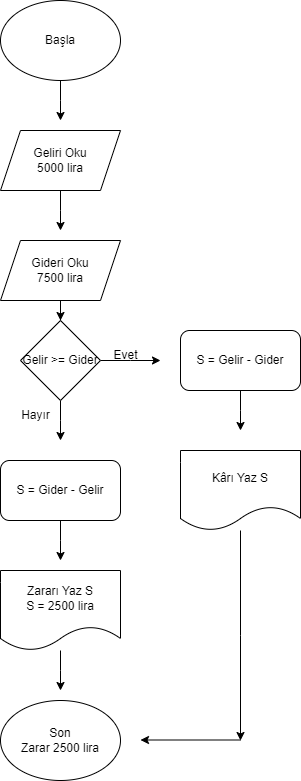 Başla
Geliri Oku
5000 lira
Gideri Oku
7500 lira
Gelir >= Gider
Evet
S = Gelir - Gider
Hayır
Kârı Yaz S
S = Gider - Gelir
Zararı Yaz S
S = 2500 lira
Son
Zarar 2500 lira